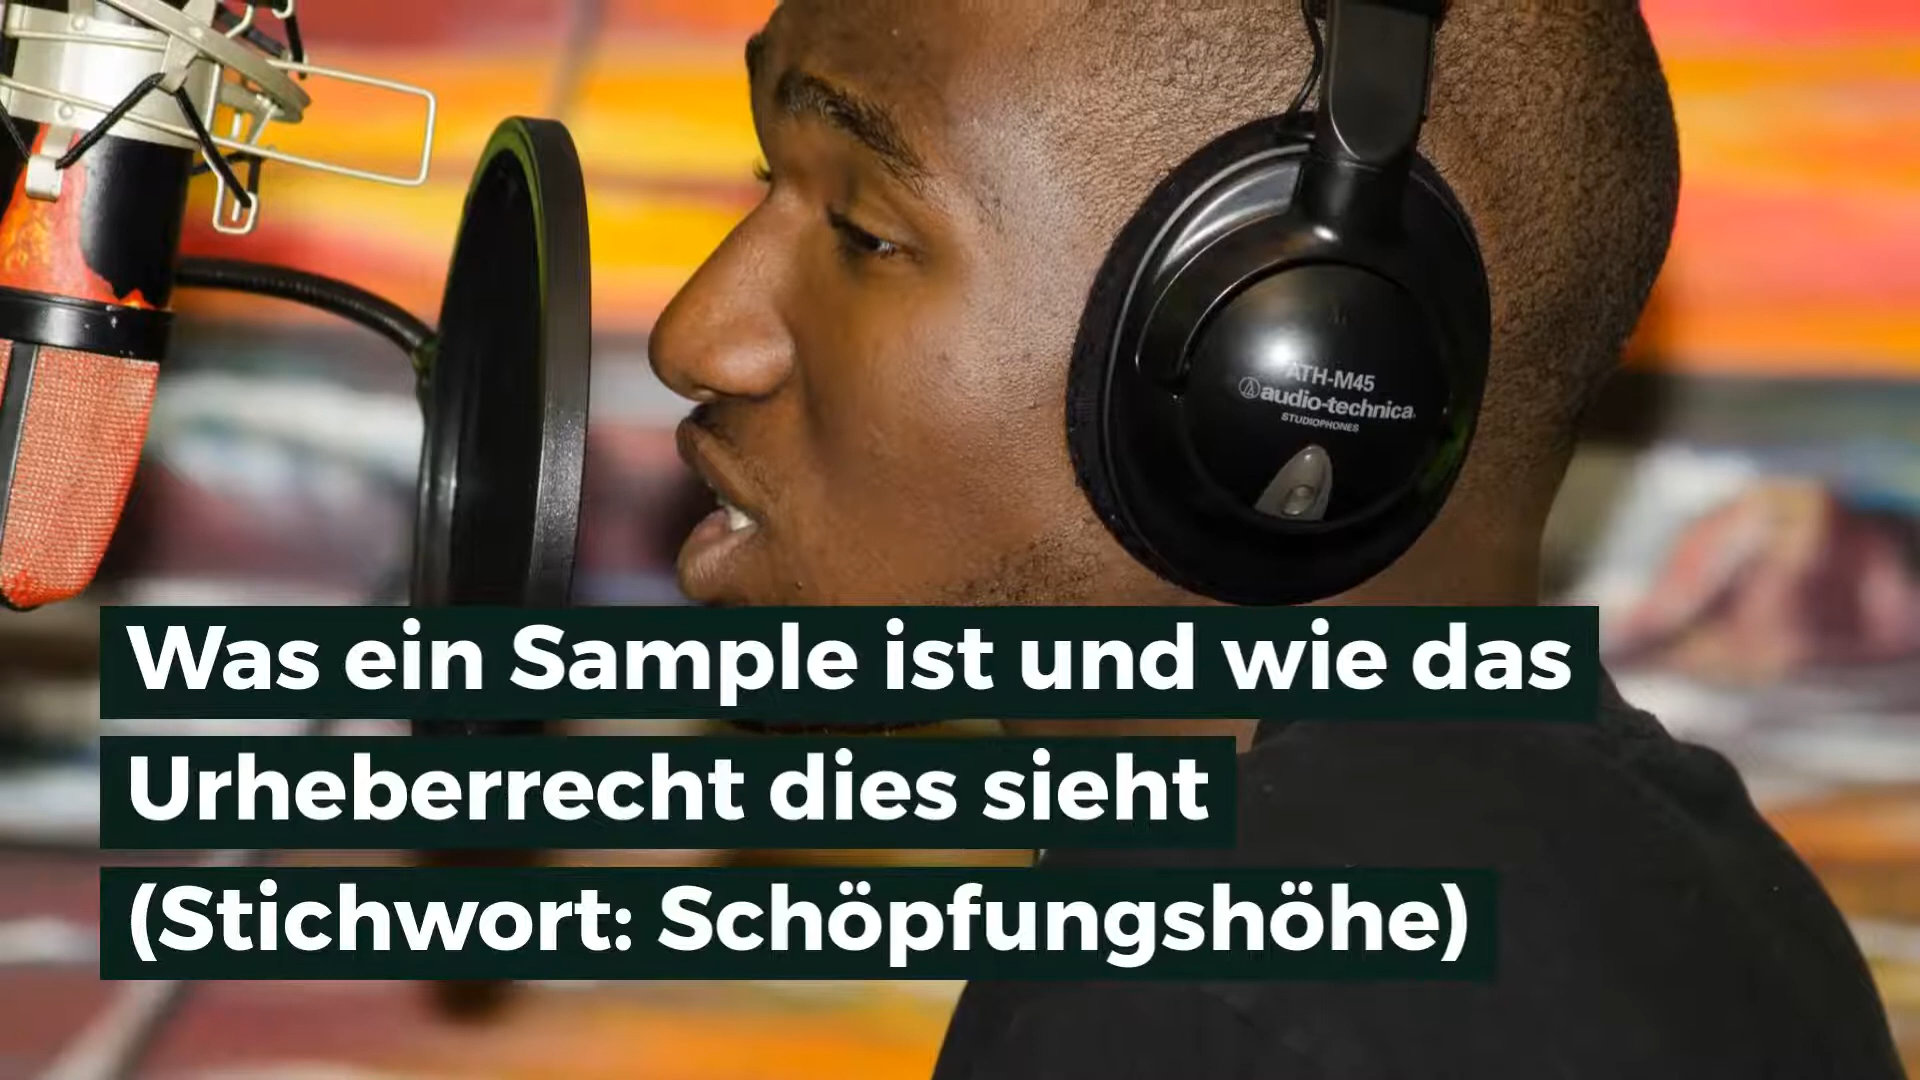 ATH-M45
audio-technica
STUDIOPHONES
Was ein Sample ist und wie das
Urheberrecht dies sieht
(Stichwort: Schöpfungshöhe)